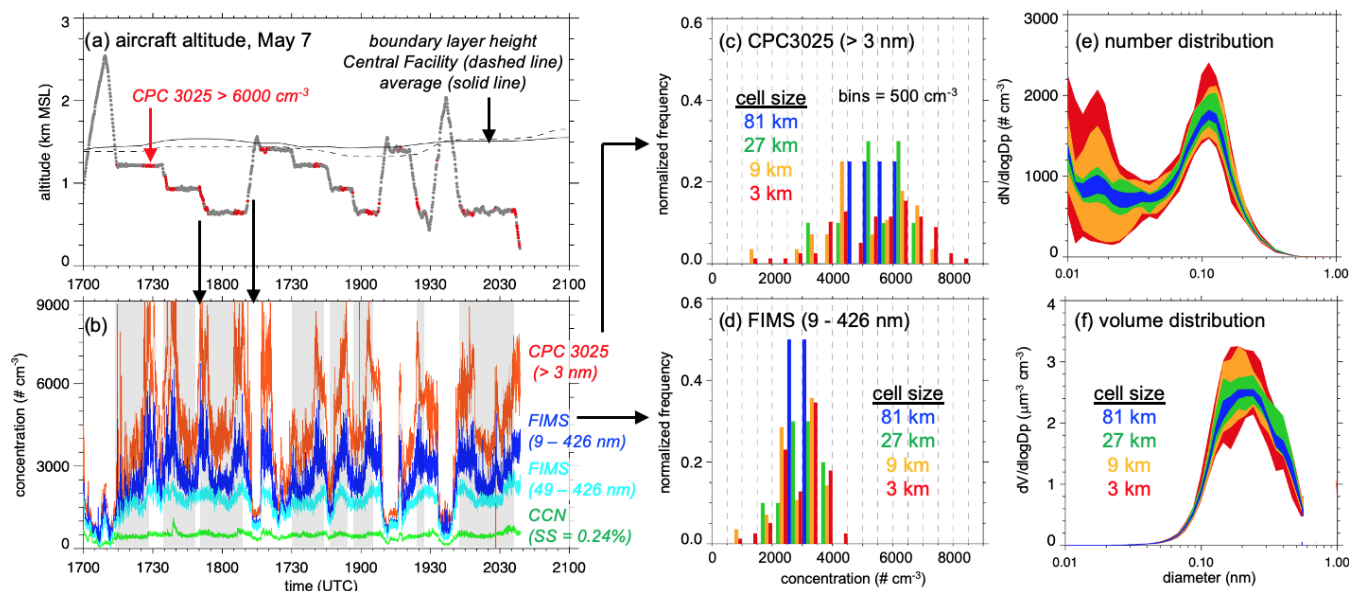 (a) aircraft altitude, May 7
boundary layer height
Central Facility (dashed line)
average (solid line)
CPC 3025 > 6000 cm-3
altitude (km MSL)
3
2
1
0
1700 1730 1800 1830 1900 1930 2000 2030 2100
(b)
concentration (# cm-3)
9000
6000
3000
0
CPC 3025
(> 3 nm)
FIMS
(9 – 426 nm)
FIMS
(49 – 426 nm)
CCN
(SS = 0.24%)
1700 1730 1800 1830 1900 1930 1930 2030 2100
time (UTC)
(c) CPC3025 (> 3 nm)
normalized frequency
0.6
0.4
0.2
0.0
cell size
81 km
27 km
9 km
3 km
bins = 500 cm-3
0 2000 4000 6000 8000
(d) FIMS (9 - 426 nm)
normalized frequency
0.6
0.4
0.2
0.0
cell size
81 km
27 km
9 km
3 km
0 2000 4000 6000 8000
concentration (# cm-3)
(e) number distribution
dN/dlogDp (# cm-3)
3000
2000
1000
0
0.01 0.10 1.00
(f) volume distribution
dV/dlogDp (μm3 cm-3)
4
3
2
1
0
cell size
81 km
27 km
9 km
3 km
0.01 0.10 1.00
diameter (nm)